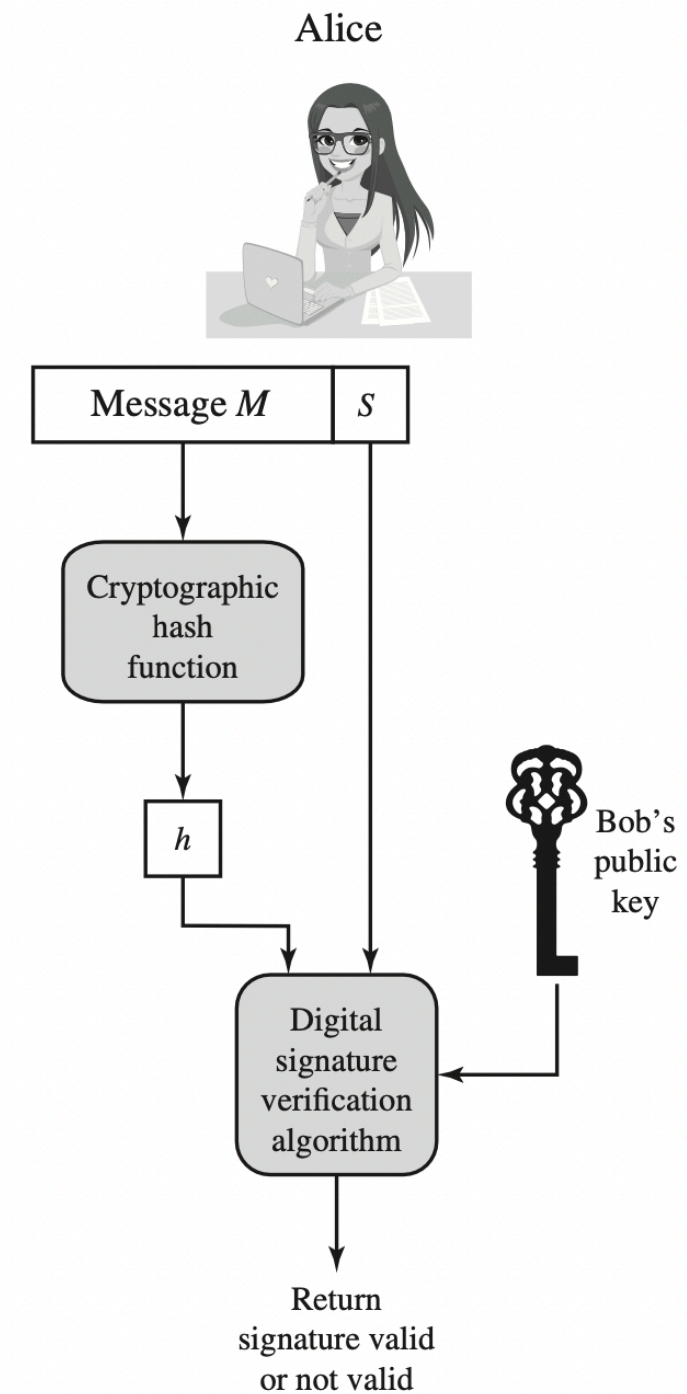 Alice
Message M
S
Cryptographic
hash
function
h
Bob’s
public
key
Digital
signature
verification
algorithm
Return
signature valid
or not valid